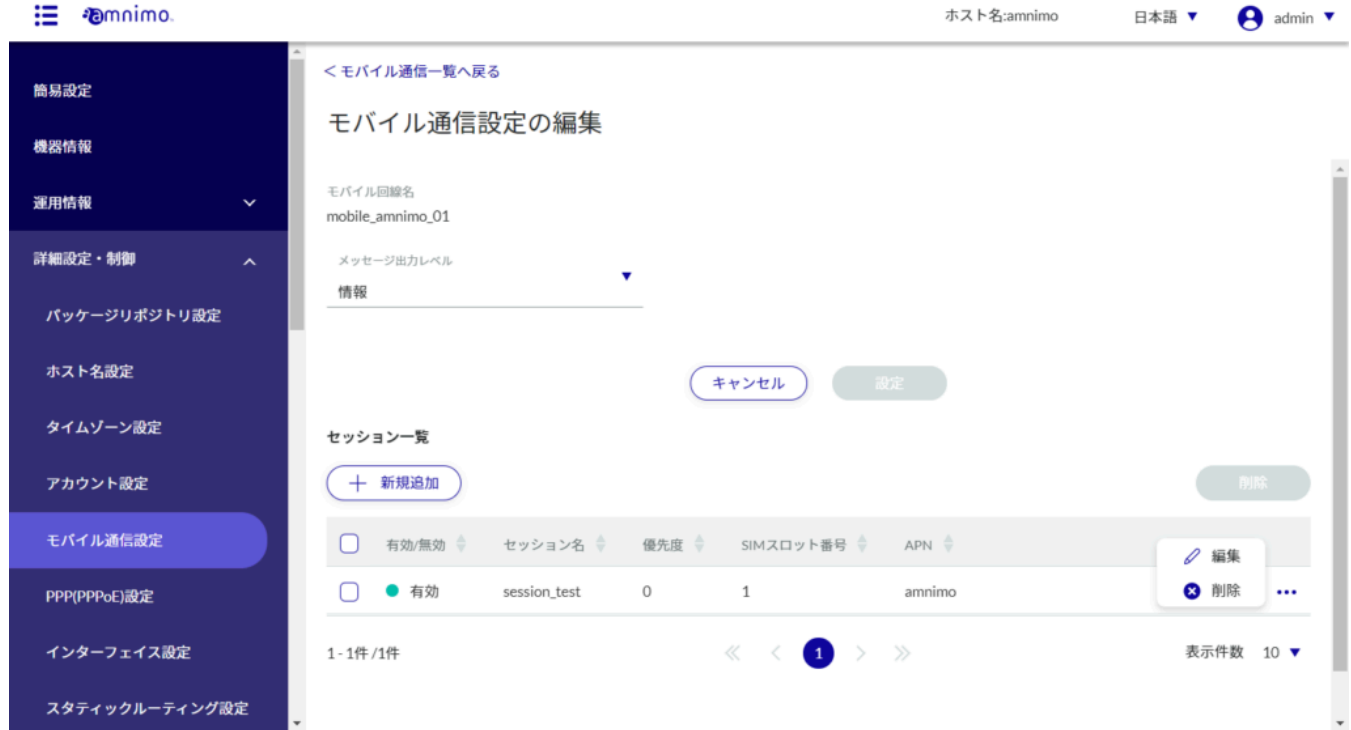 amnimo.
ホスト名:amnimo
日本語 ▼
admin ▼
簡易設定
機器情報
運用情報
詳細設定・制御
パッケージリポジトリ設定
ホスト名設定
タイムゾーン設定
アカウント設定
モバイル通信設定
PPP(PPPoE)設定
インターフェイス設定
スタティックルーティング設定
< モバイル通信一覧へ戻る
モバイル通信設定の編集
モバイル回線名
mobile_amnimo_01
メッセージ出力レベル
情報
キャンセル 設定
セッション一覧
+ 新規追加 削除
有効/無効 セッション名 優先度 SIMスロット番号 APN
有効 session_test 0 1 amnimo
編集
削除
1 - 1件 /1件
≪ < 1 > ≫
表示件数 10 ▼